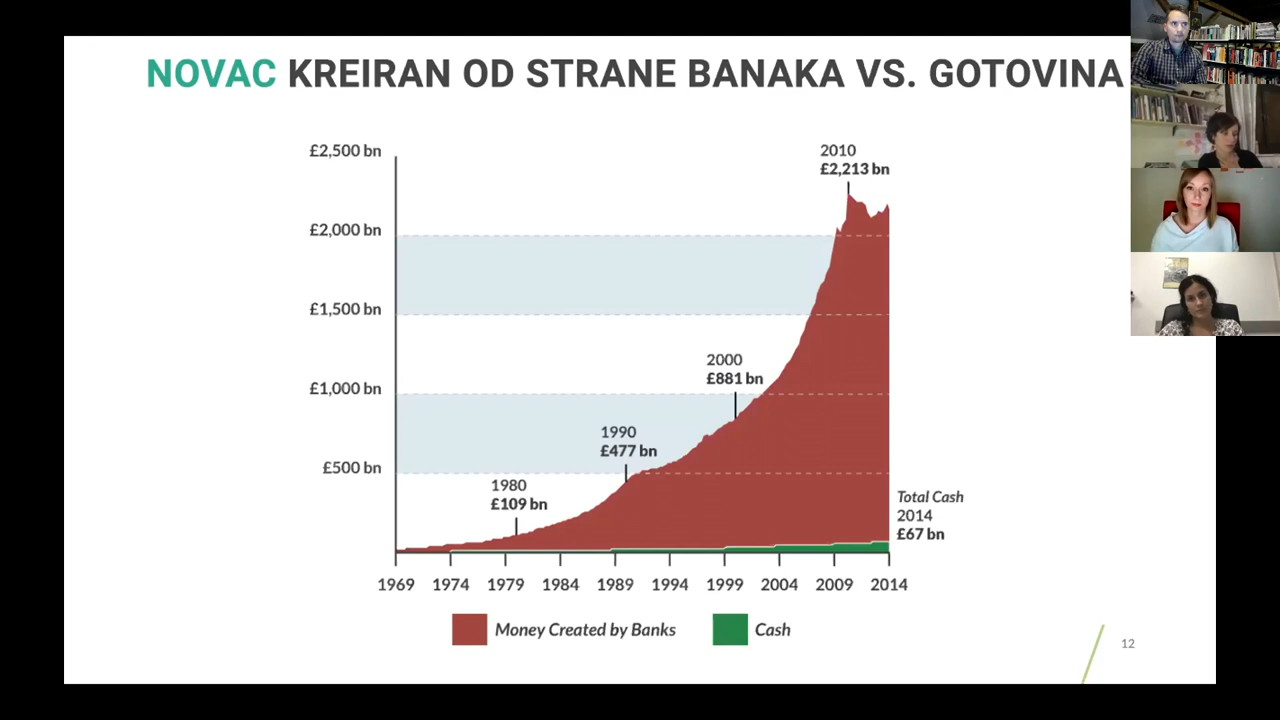 NOVAC KREIRAN OD STRANE BANAKA VS. GOTOVINA
£2,500 bn
£2,000 bn
£1,500 bn
£1,000 bn
£500 bn
2010
£2,213 bn
2000
£881 bn
1990
£477 bn
1980
£109 bn
Total Cash
2014
£67 bn
1969 1974 1979 1984 1989 1994 1999 2004 2009 2014
Money Created by Banks Cash
12